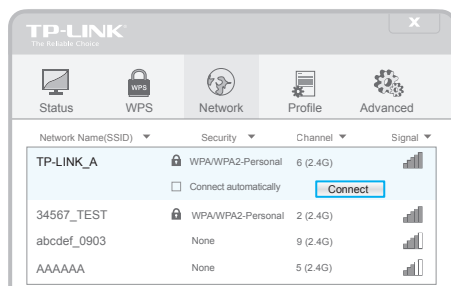 TP-LINK
The Reliable Choice
X
WPS
Status WPS Network Profile Advanced
Network Name(SSID) Security Channel Signal
TP-LINK_A WPA/WPA2-Personal 6 (2.4G)
Connect automatically Connect
34567_TEST WPA/WPA2-Personal 2 (2.4G)
abcdef_0903 None 9 (2.4G)
AAAAAA None 5 (2.4G)